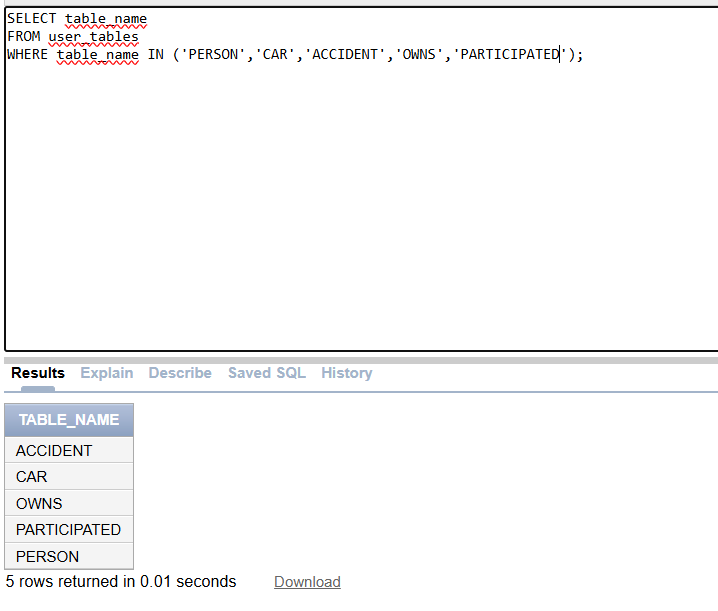 SELECT table_name
FROM user_tables
WHERE table_name IN ('PERSON','CAR','ACCIDENT','OWNS','PARTICIPATED');
Results Explain Describe Saved SQL History
TABLE_NAME
ACCIDENT
CAR
OWNS
PARTICIPATED
PERSON
5 rows returned in 0.01 seconds Download